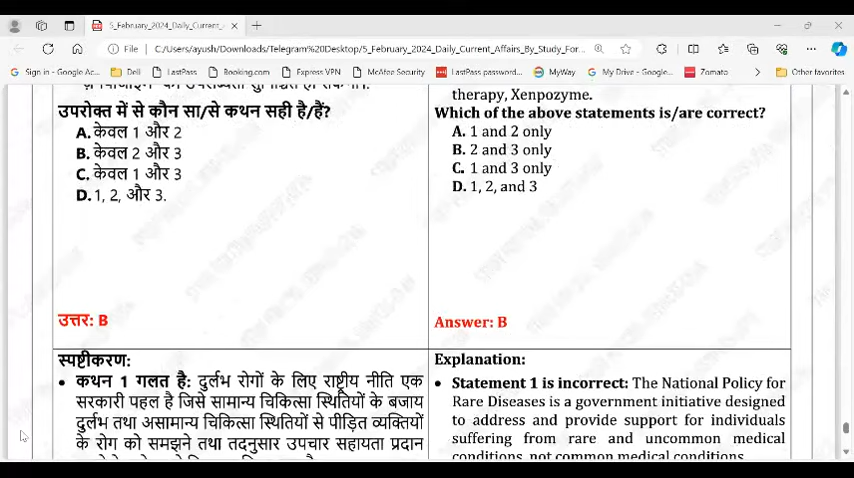 5_February_2024_Daily_Current_
File
C:/Users/ayush/Downloads/Telegram%20Desktop/5_February_2024_Daily_Current_Affairs_By_Study_For...
Sign in - Google Ac...
Dell
LastPass
Booking.com
Express VPN
McAfee Security
LastPass password...
MyWay
My Drive - Google...
Zomato
Other favorites
उपरोक्त में से कौन सा/से कथन सही है/हैं?
A. केवल 1 और 2
B. केवल 2 और 3
C. केवल 1 और 3
D. 1, 2, और 3.
उत्तर: B
स्पष्टीकरण:
• कथन 1 गलत है: दुर्लभ रोगों के लिए राष्ट्रीय नीति एक
सरकारी पहल है जिसे सामान्य चिकित्सा स्थितियों के बजाय
दुर्लभ तथा असामान्य चिकित्सा स्थितियों से पीड़ित व्यक्तियों
के रोग को समझने तथा तदनुसार उपचार सहायता प्रदान
therapy, Xenpozyme.
Which of the above statements is/are correct?
A. 1 and 2 only
B. 2 and 3 only
C. 1 and 3 only
D. 1, 2, and 3
Answer: B
Explanation:
• Statement 1 is incorrect: The National Policy for
Rare Diseases is a government initiative designed
to address and provide support for individuals
suffering from rare and uncommon medical
conditions, not common medical conditions.